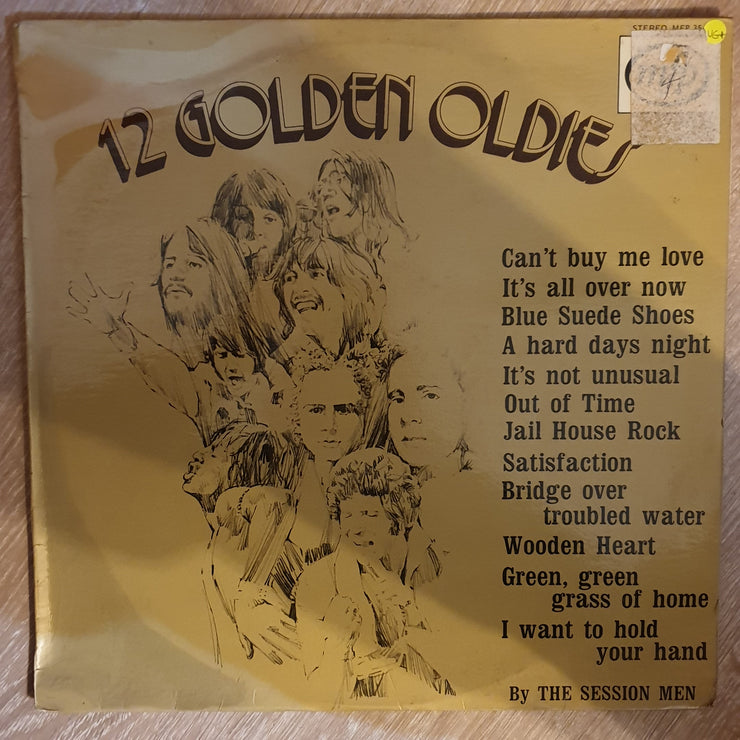 STEREO MFP
VG+
12 GOLDEN OLDIES
Can't buy me love
It's all over now
Blue Suede Shoes
A hard days night
It's not unusual
Out of Time
Jail House Rock
Satisfaction
Bridge over
troubled water
Wooden Heart
Green, green
grass of home
I want to hold
your hand
By THE SESSION MEN